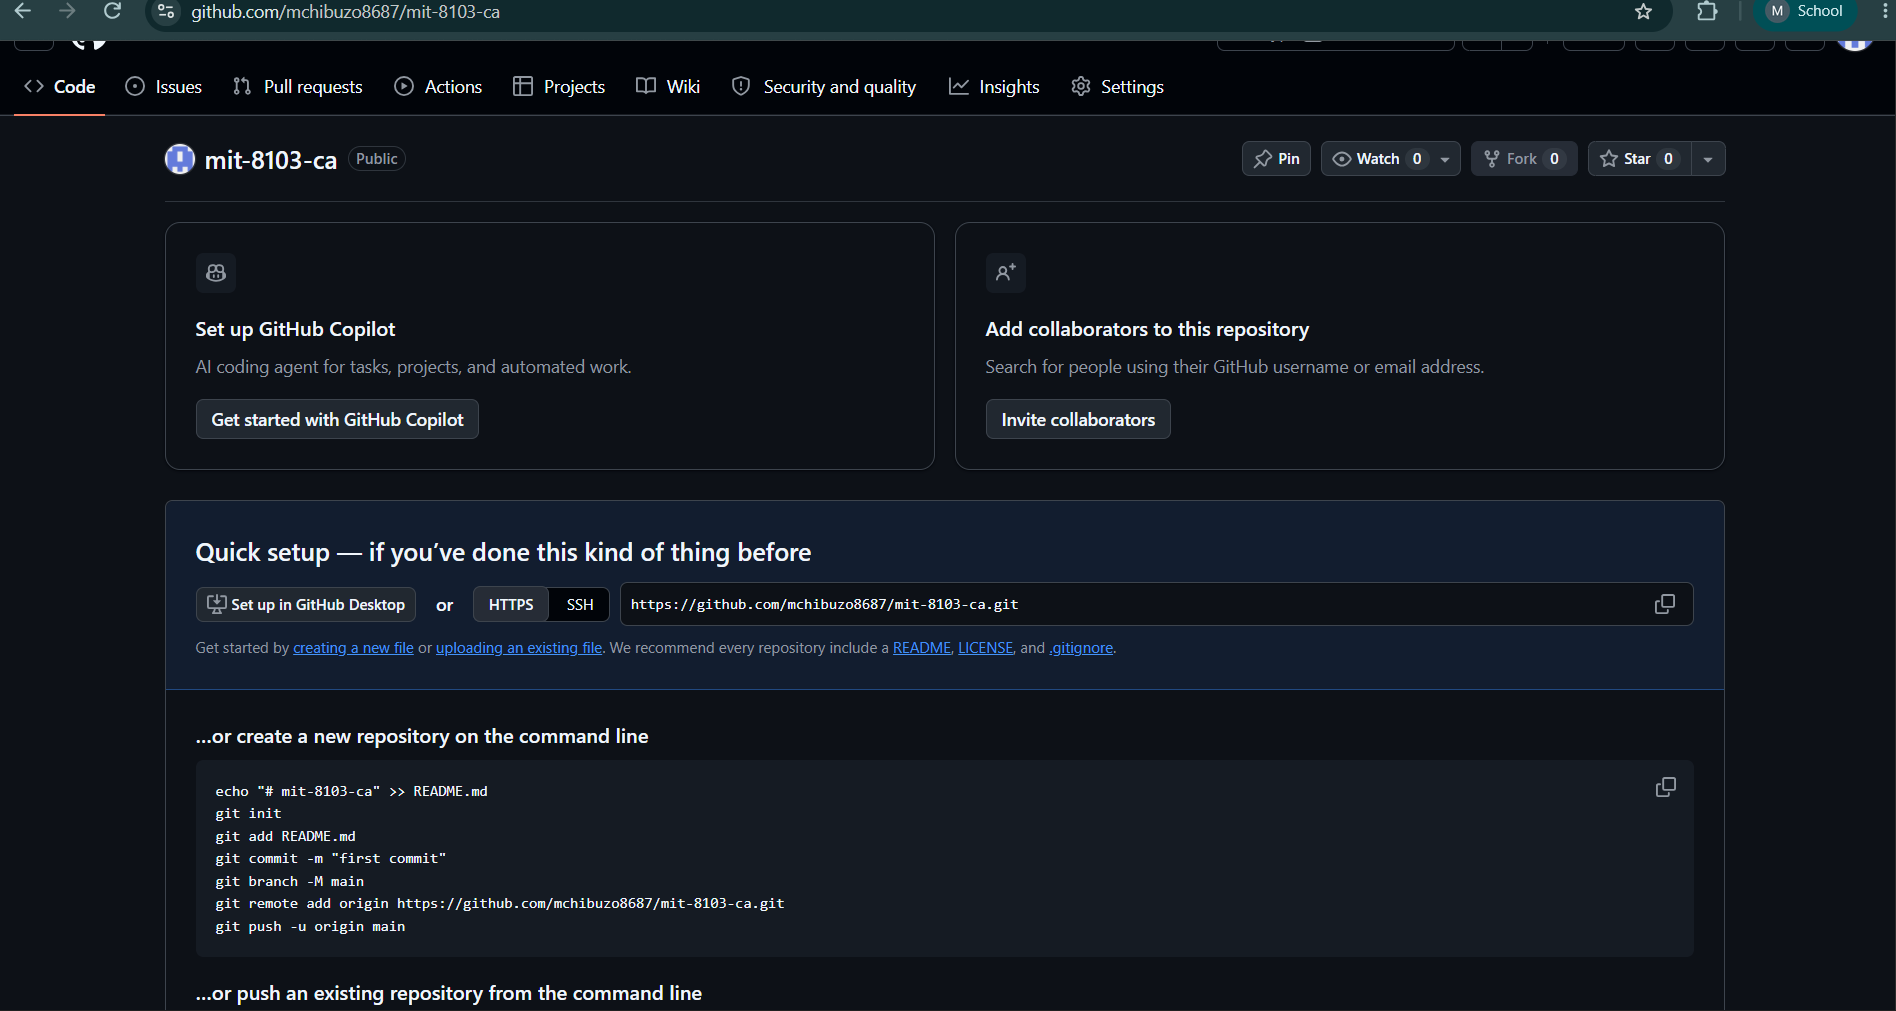 github.com/mchibuzo8687/mit-8103-ca
M School
Code Issues Pull requests Actions Projects Wiki Security and quality Insights Settings
mit-8103-ca Public
Pin Watch 0 Fork 0 Star 0
Set up GitHub Copilot
AI coding agent for tasks, projects, and automated work.
Get started with GitHub Copilot
Add collaborators to this repository
Search for people using their GitHub username or email address.
Invite collaborators
Quick setup — if you’ve done this kind of thing before
Set up in GitHub Desktop or HTTPS SSH https://github.com/mchibuzo8687/mit-8103-ca.git
Get started by creating a new file or uploading an existing file. We recommend every repository include a README, LICENSE, and .gitignore.
…or create a new repository on the command line
echo "# mit-8103-ca" >> README.md
git init
git add README.md
git commit -m "first commit"
git branch -M main
git remote add origin https://github.com/mchibuzo8687/mit-8103-ca.git
git push -u origin main
…or push an existing repository from the command line